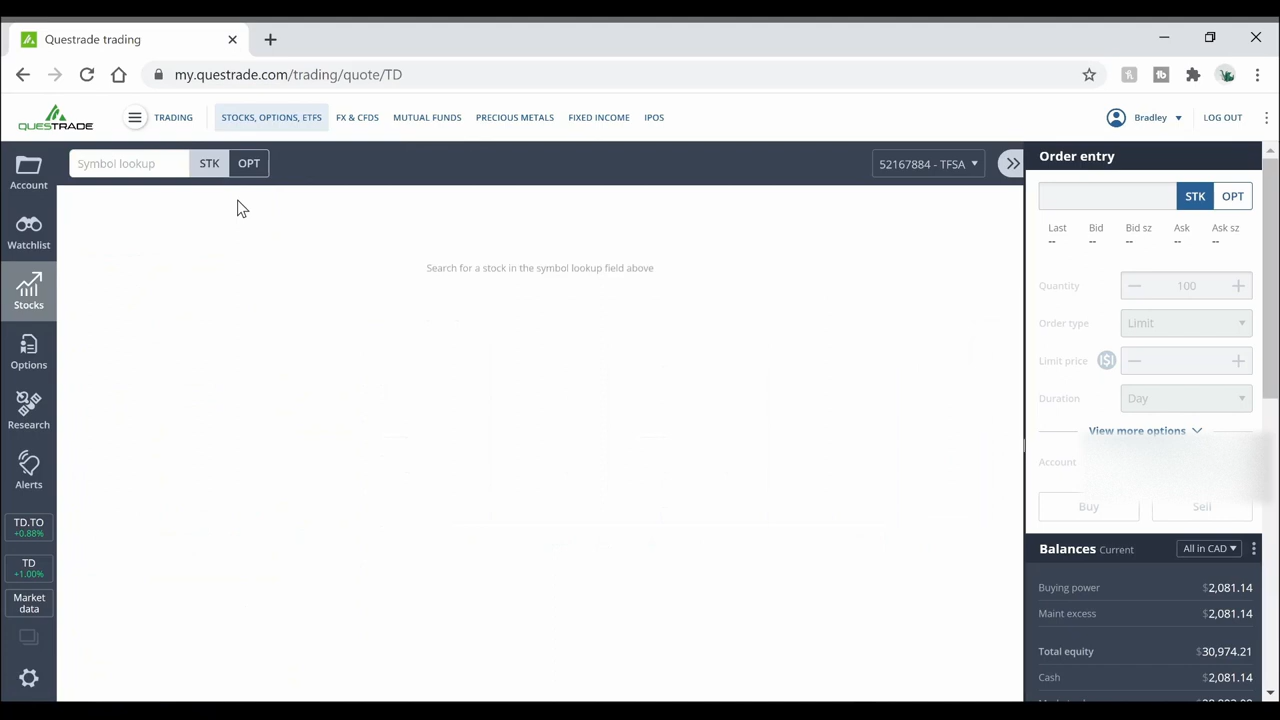 Questrade trading
my.questrade.com/trading/quote/TD
QUESTRADE
TRADING
STOCKS, OPTIONS, ETFS
FX & CFDS
MUTUAL FUNDS
PRECIOUS METALS
FIXED INCOME
IPOS
Bradley
LOG OUT
Symbol lookup
STK
OPT
52167884 - TFSA
Account
Watchlist
Stocks
Options
Research
Alerts
TD.TO
+0.88%
TD
+1.00%
Market
data
Search for a stock in the symbol lookup field above
Order entry
STK OPT
Last Bid Bid sz Ask Ask sz
-- -- -- -- --
Quantity 100
Order type Limit
Limit price
Duration Day
View more options
Account
Buy Sell
Balances Current All in CAD
Buying power $2,081.14
Maint excess $2,081.14
Total equity $30,974.21
Cash $2,081.14